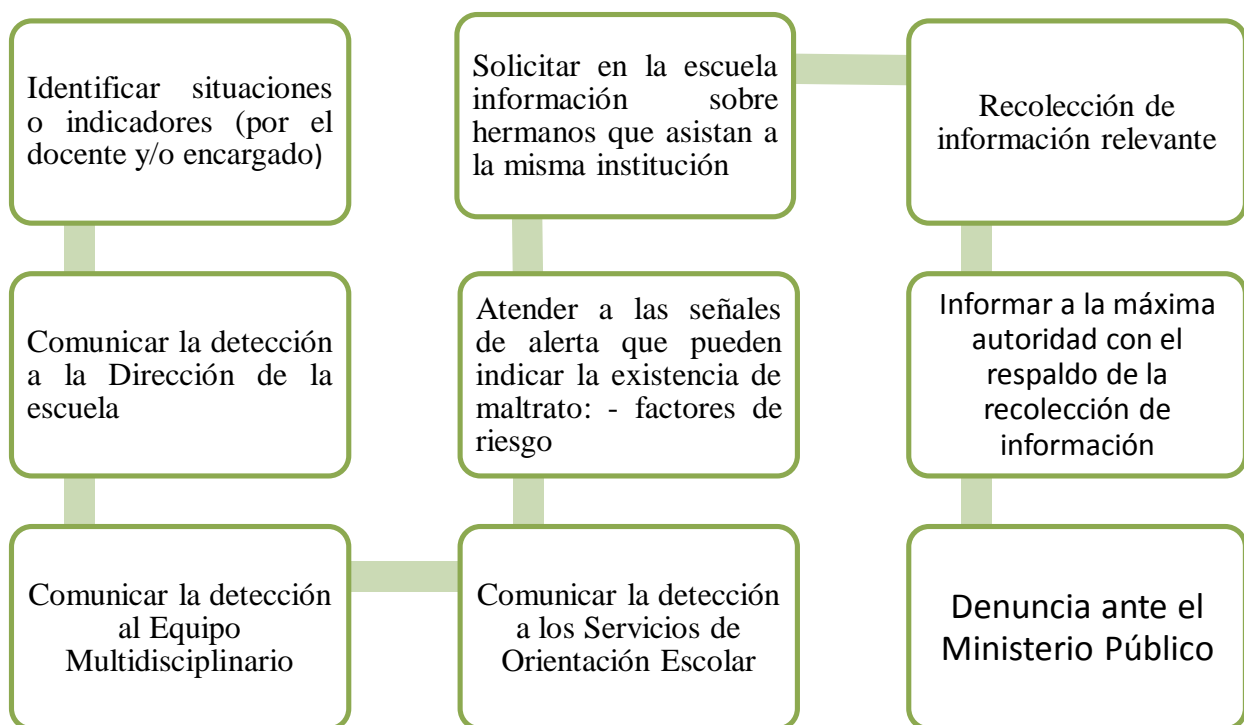 Identificar situaciones
o indicadores (por el
docente y/o encargado)
Comunicar la detección
a la Dirección de la
escuela
Comunicar la detección
al Equipo
Multidisciplinario
Comunicar la detección
a los Servicios de
Orientación Escolar
Atender a las señales
de alerta que pueden
indicar la existencia de
maltrato: - factores de
riesgo
Solicitar en la escuela
información sobre
hermanos que asistan a
la misma institución
Recolección de
información relevante
Informar a la máxima
autoridad con el
respaldo de la
recolección de
información
Denuncia ante el
Ministerio Público